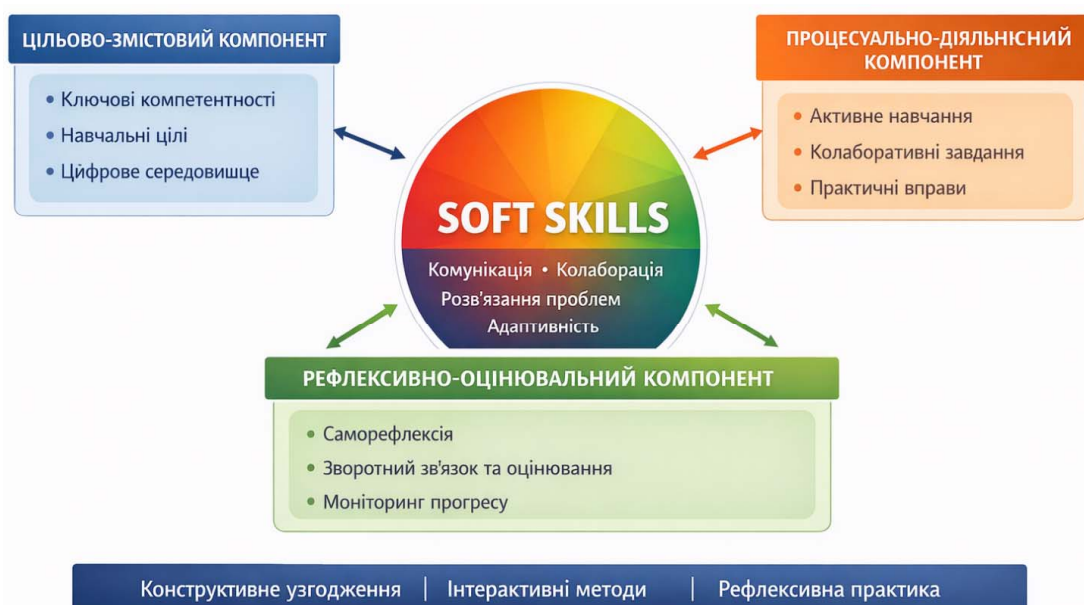 ЦІЛЬОВО-ЗМІСТОВИЙ КОМПОНЕНТ
• Ключові компетентності
• Навчальні цілі
• Цйфрове середовишце
ПРОЦЕСУАЛЬНО-ДІЯЛЬНІСНИЙ
КОМПОНЕНТ
• Активне навчання
• Колаборативні завдання
• Практичні вправи
SOFT SKILLS
Комунікація • Колаборація
Розв'язання проблем
Адаптивність
РЕФЛЕКСИВНО-ОЦІНЮВАЛЬНИЙ КОМПОНЕНТ
• Саморефлексія
• Зворотний зв'язок та оцінювання
• Моніторинг прогресу
Конструктивне узгодження | Інтерактивні методи | Рефлексивна практика